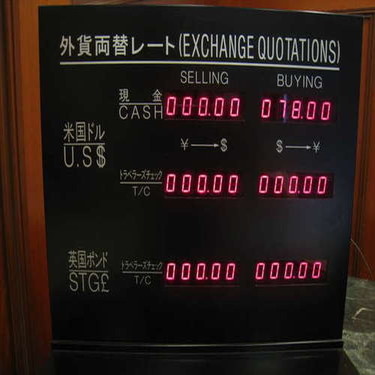 外貨両替レート(EXCHANGE QUOTATIONS)
SELLING BUYING
現金
CASH 000.00 078.00
米国ドル
U.S$
¥→$ $→¥
トラベラーズチェック
T/C 000.00 000.00
英国ポンド
STG£
トラベラーズチェック
T/C 000.00 000.00